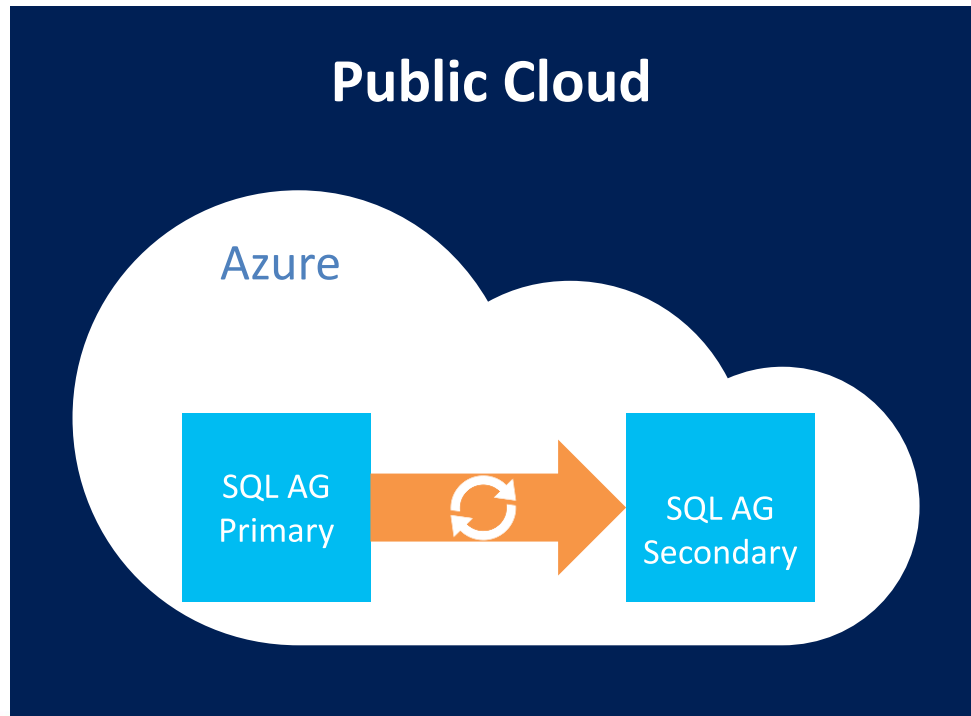 Public Cloud
Azure
SQL AG
Primary
SQL AG
Secondary